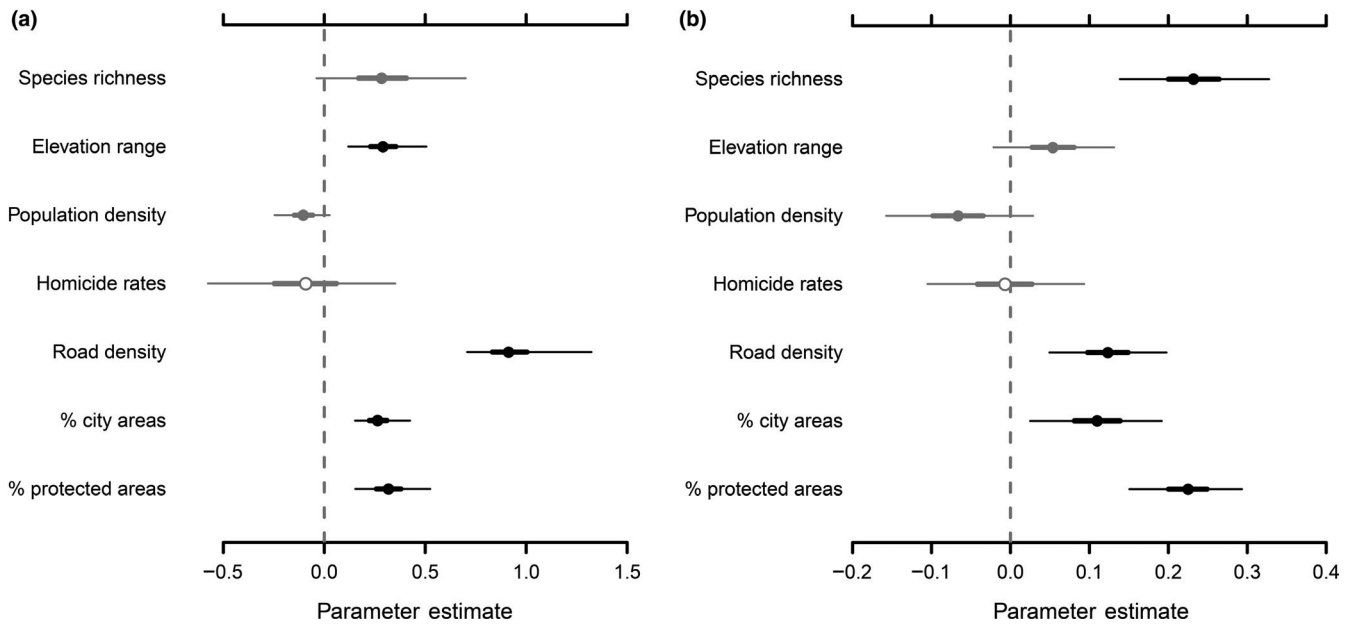 (a)
Species richness
Elevation range
Population density
Homicide rates
Road density
% city areas
% protected areas
−0.5 0.0 0.5 1.0 1.5
Parameter estimate
(b)
Species richness
Elevation range
Population density
Homicide rates
Road density
% city areas
% protected areas
−0.2 −0.1 0.0 0.1 0.2 0.3 0.4
Parameter estimate